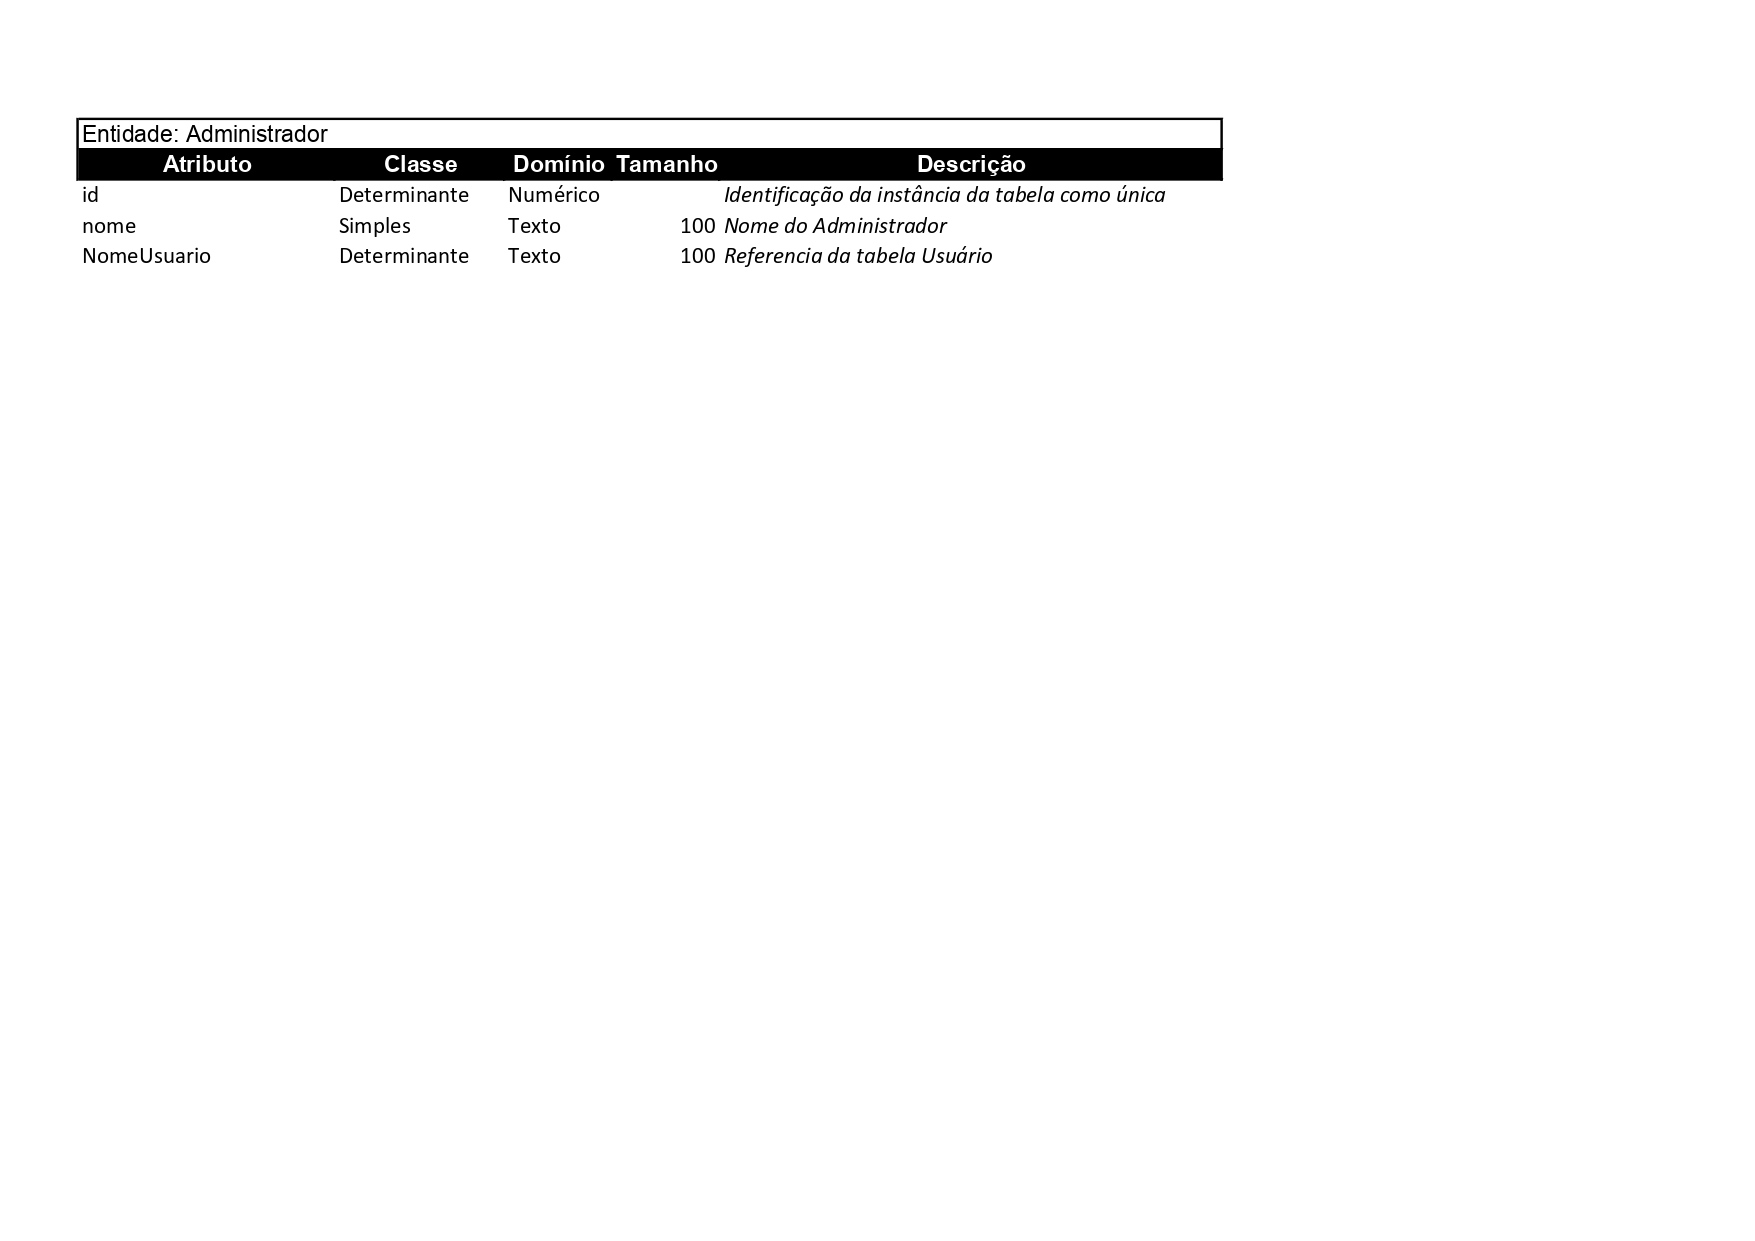 Entidade: Administrador
Atributo Classe Domínio Tamanho Descrição
id Determinante Numérico Identificação da instância da tabela como única
nome Simples Texto 100 Nome do Administrador
NomeUsuario Determinante Texto 100 Referencia da tabela Usuário